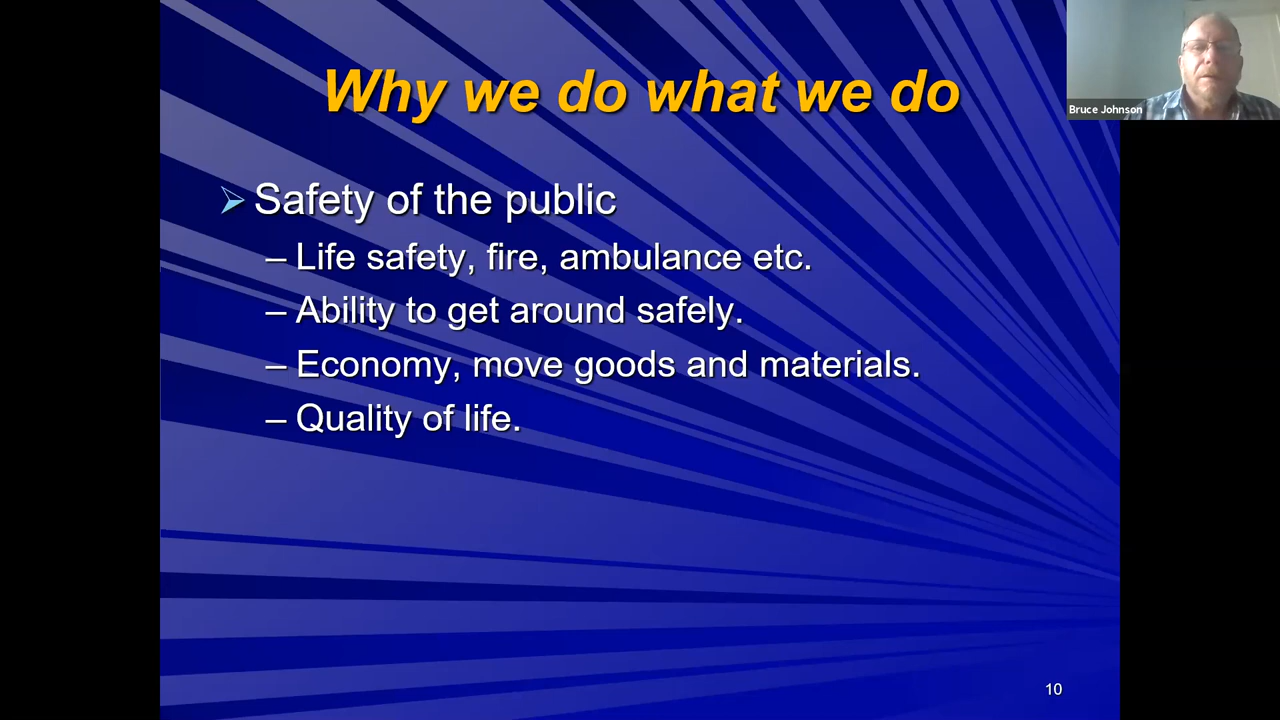 Why we do what we do
Bruce Johnson
➢ Safety of the public
– Life safety, fire, ambulance etc.
– Ability to get around safely.
– Economy, move goods and materials.
– Quality of life.
10